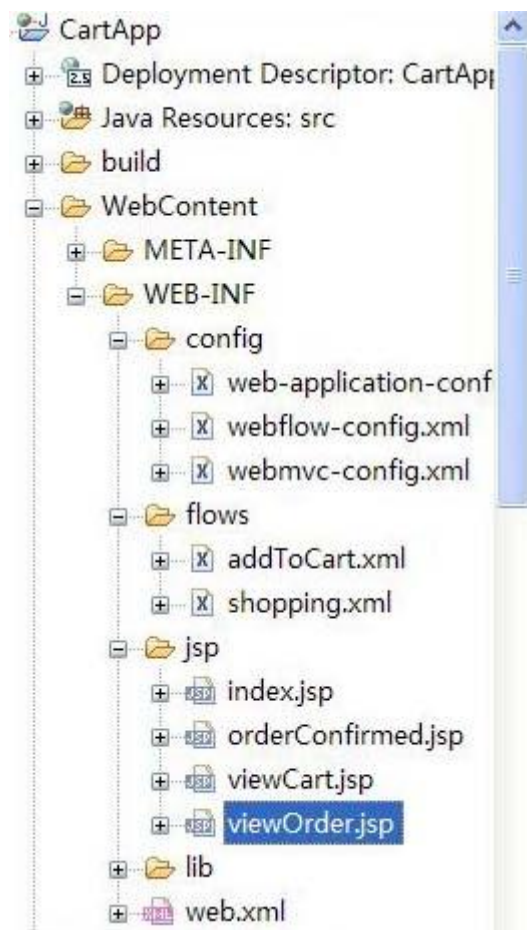 CartApp
Deployment Descriptor: CartApp
Java Resources: src
build
WebContent
META-INF
WEB-INF
config
web-application-conf
webflow-config.xml
webmvc-config.xml
flows
addToCart.xml
shopping.xml
jsp
index.jsp
orderConfirmed.jsp
viewCart.jsp
viewOrder.jsp
lib
web.xml